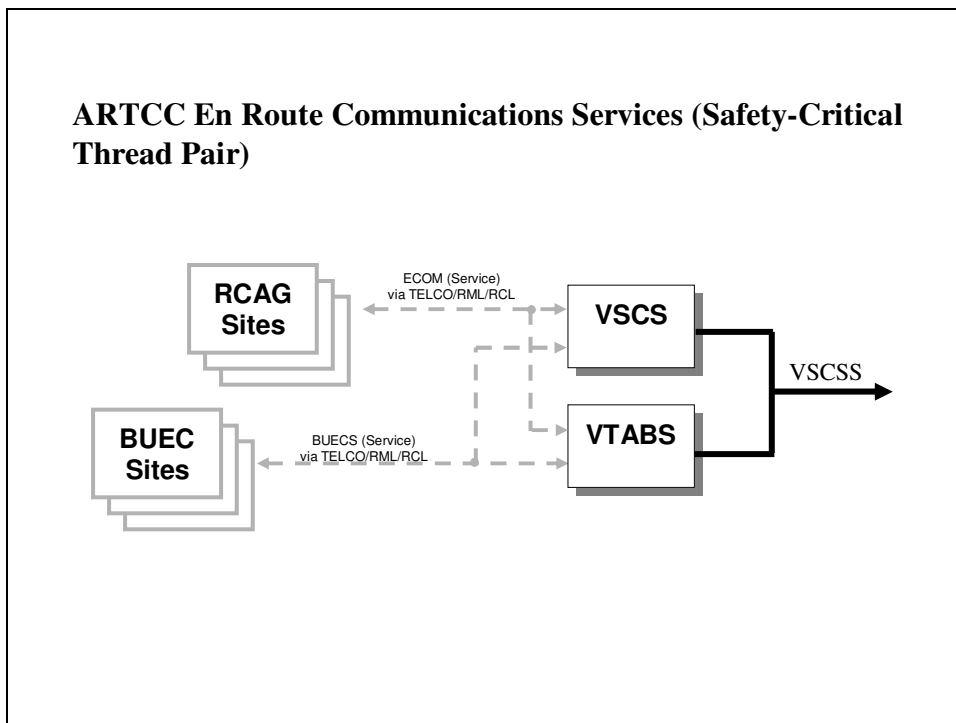 ARTCC En Route Communications Services (Safety-Critical
Thread Pair)
RCAG
Sites
ECOM (Service)
via TELCO/RML/RCL
VSCS
VSCSS
BUEC
Sites
BUECS (Service)
via TELCO/RML/RCL
VTABS